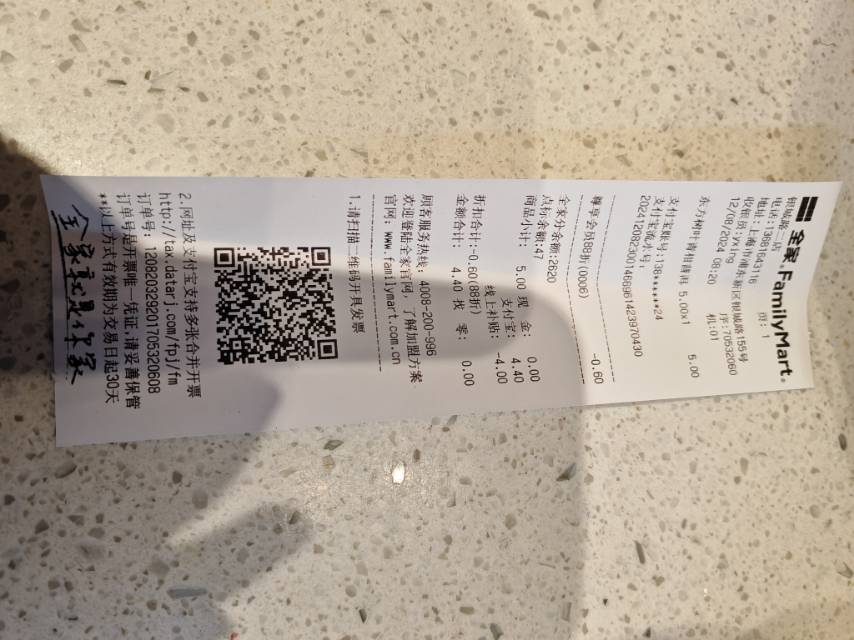 全家 FamilyMart®
银城路二店 页: 1
电话:13681643116
地址:上海市浦东新区银城路155号
收银员:yxing 序:70532060
12/08/2024 08:20 机:01
东方树叶青柑普洱 5.00x1 5.00
支付宝账号:138******24
支付宝流水号:
2024120823001466961423970430
尊享会员88折(0006) -0.60
全家分余额:2620
点标余额:47
商品小计: 5.00 现 金: 0.00
支付宝: 4.40
线上补贴: -4.00
折扣合计:-0.60(88折)
金额合计: 4.40 找 零: 0.00
顾客服务热线: 4008-200-996
欢迎登陆全家官网, 了解加盟方案
官网: www.familymart.com.cn
1.请扫描二维码开具发票
2.网址及支付宝支持多张合并开票
http://tax.datarj.com/fpj/fm
订单号: 12082032920170532​0608
订单号是开票唯一凭证 请妥善保管
**以上方式有效期为交易日起30天
全家就是你家